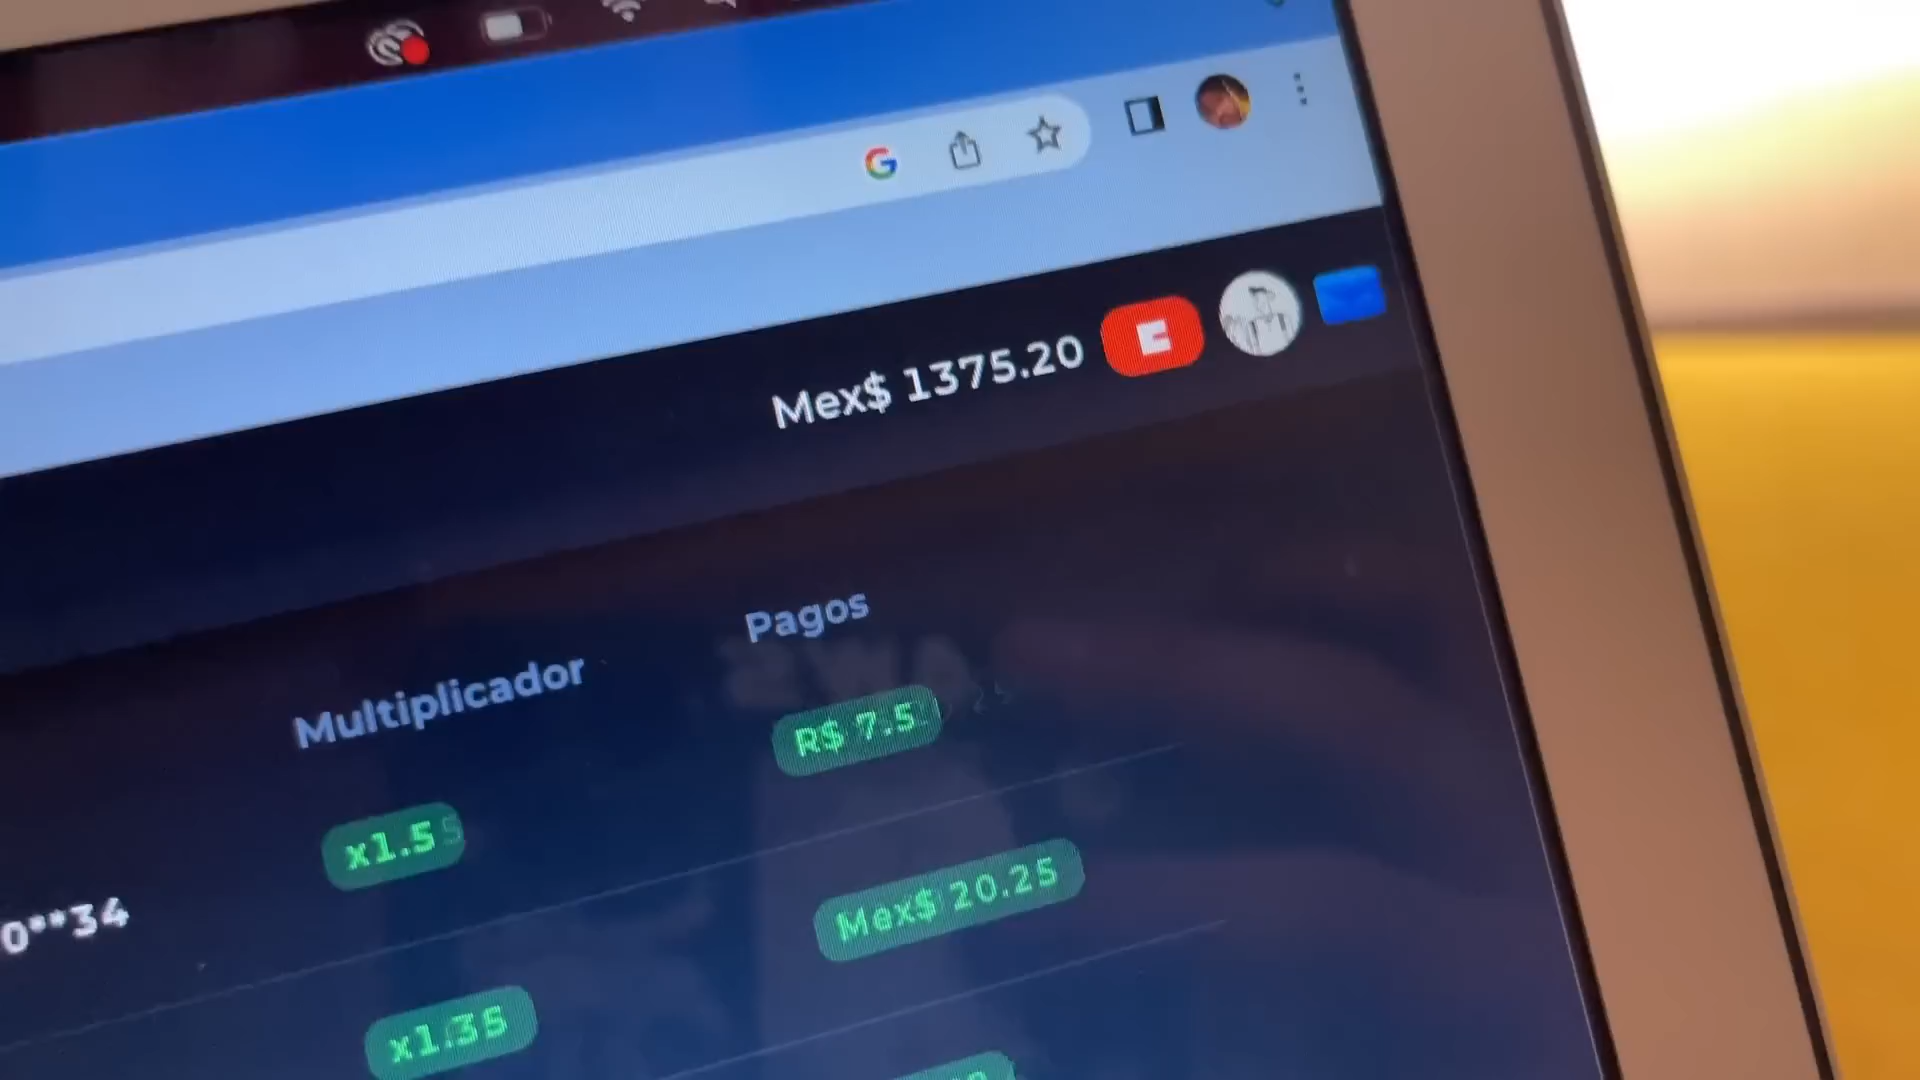 Mex$ 1375.20
Multiplicador
Pagos
x1.5
R$ 7.5
0**34
x1.35
Mex$ 20.25